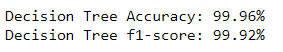 Decision Tree Accuracy: 99.96%
Decision Tree f1-score: 99.92%